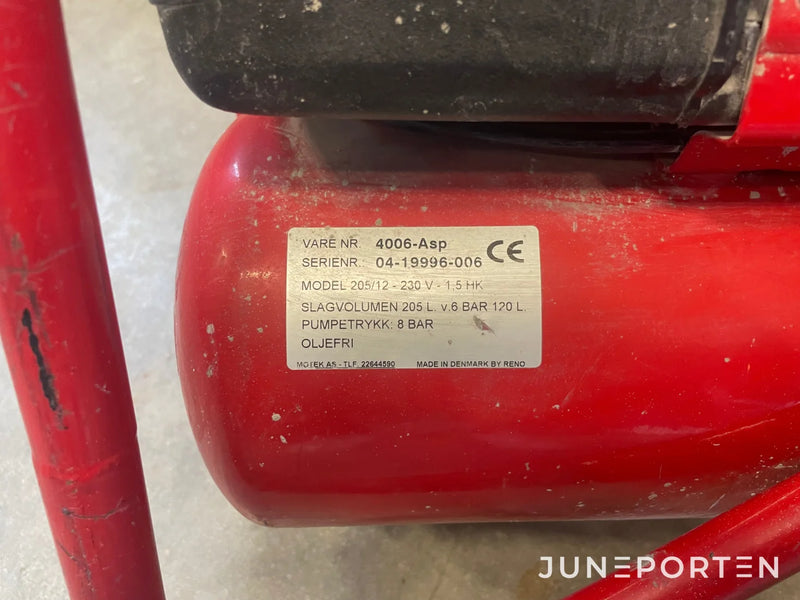 VARE NR. 4006-Asp CE
SERIENR. 04-19996-006
MODEL 205/12 - 230 V - 1,5 HK
SLAGVOLUMEN 205 L. v.6 BAR 120 L.
PUMPETRYKK: 8 BAR
OLJEFRI
MOTEK AS - TLF. 22644590 MADE IN DENMARK BY RENO
JUNEPORTEN